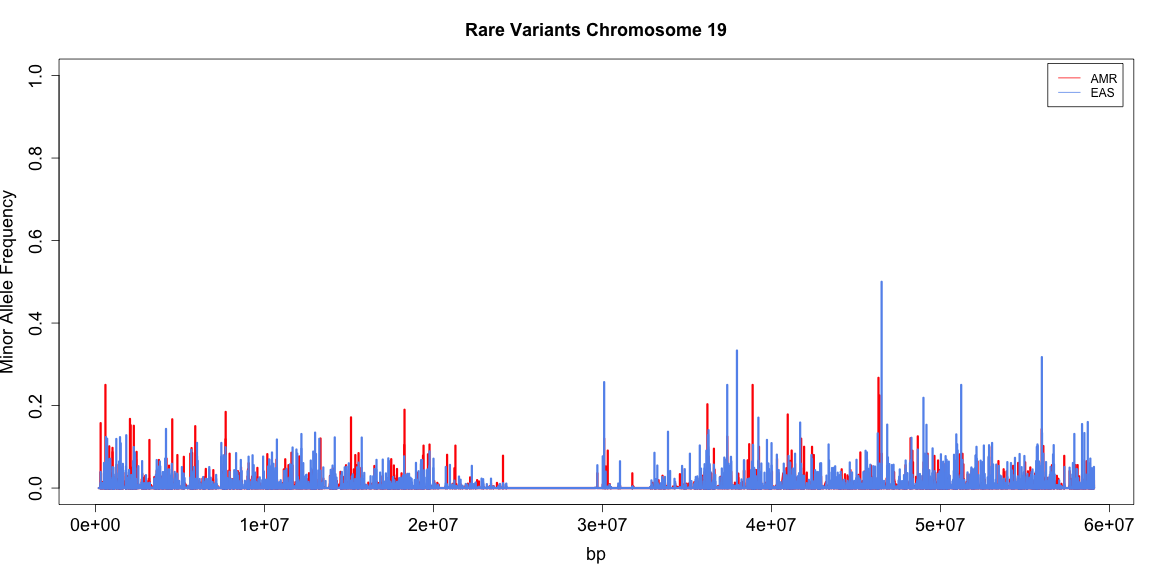 Rare Variants Chromosome 19
AMR
EAS
Minor Allele Frequency
1.0
0.8
0.6
0.4
0.2
0.0
0e+00 1e+07 2e+07 3e+07 4e+07 5e+07 6e+07
bp